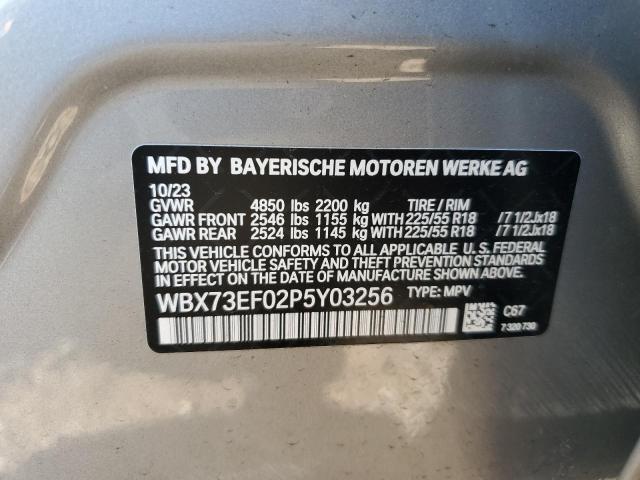 MFD BY BAYERISCHE MOTOREN WERKE AG
10/23
GVWR 4850 lbs 2200 kg TIRE / RIM
GAWR FRONT 2546 lbs 1155 kg WITH 225/55 R18 /7 1/2Jx18
GAWR REAR 2524 lbs 1145 kg WITH 225/55 R18 /7 1/2Jx18
THIS VEHICLE CONFORMS TO ALL APPLICABLE U. S. FEDERAL
MOTOR VEHICLE SAFETY AND THEFT PREVENTION STANDARDS
IN EFFECT ON THE DATE OF MANUFACTURE SHOWN ABOVE.
WBX73EF02P5Y03256 TYPE: MPV
C67
7 320 730